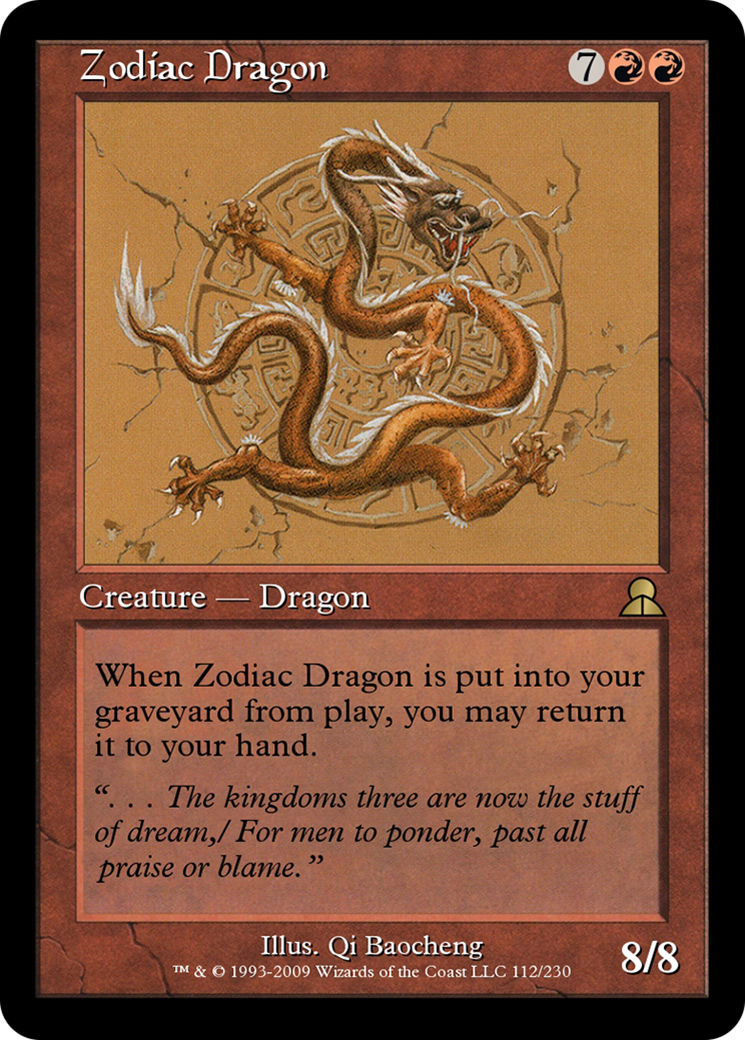 Zodiac Dragon
7
Creature — Dragon
When Zodiac Dragon is put into your
graveyard from play, you may return
it to your hand.
“. . . The kingdoms three are now the stuff
of dream,/ For men to ponder, past all
praise or blame.”
Illus. Qi Baocheng
™ & © 1993-2009 Wizards of the Coast LLC 112/230
8/8